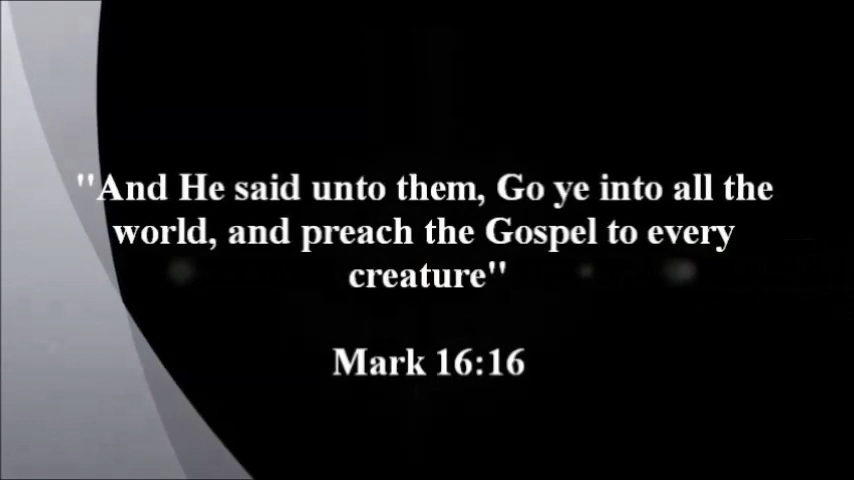 "And He said unto them, Go ye into all the
world, and preach the Gospel to every
creature"
Mark 16:16